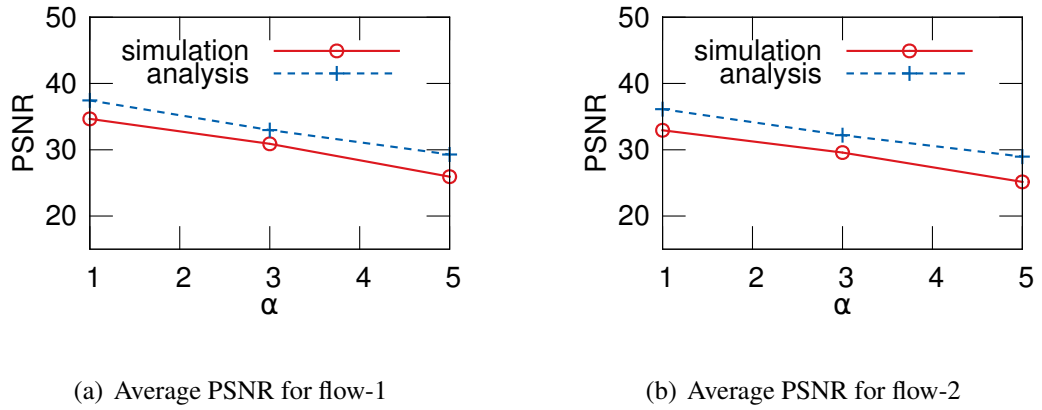 50
40
30
20
PSNR
simulation
analysis
1 2 3 4 5
α
(a) Average PSNR for flow-1
50
40
30
20
PSNR
simulation
analysis
1 2 3 4 5
α
(b) Average PSNR for flow-2